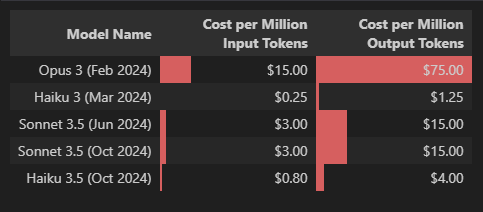 Model Name Cost per Million Input Tokens Cost per Million Output Tokens
Opus 3 (Feb 2024) $15.00 $75.00
Haiku 3 (Mar 2024) $0.25 $1.25
Sonnet 3.5 (Jun 2024) $3.00 $15.00
Sonnet 3.5 (Oct 2024) $3.00 $15.00
Haiku 3.5 (Oct 2024) $0.80 $4.00